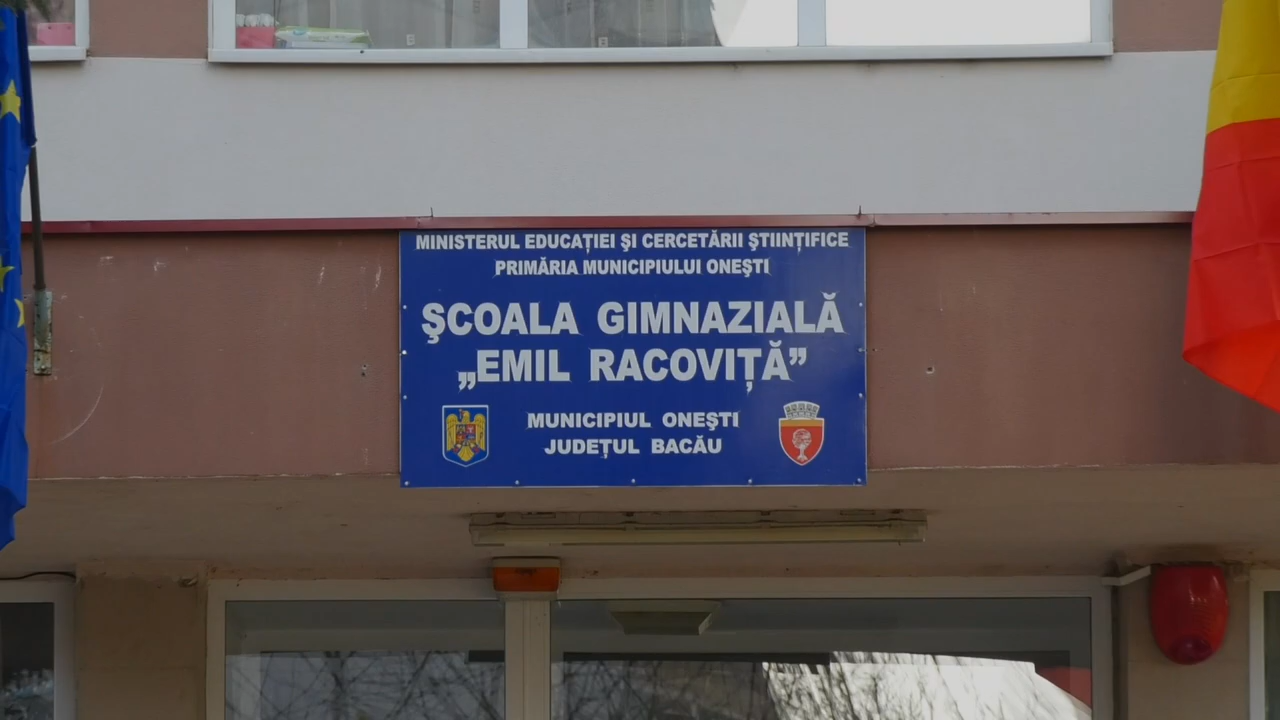 MINISTERUL EDUCAŢIEI ŞI CERCETĂRII ŞTIINŢIFICE
PRIMĂRIA MUNICIPIULUI ONEŞTI
ŞCOALA GIMNAZIALĂ
„EMIL RACOVIŢĂ”
MUNICIPIUL ONEŞTI
JUDEŢUL BACĂU